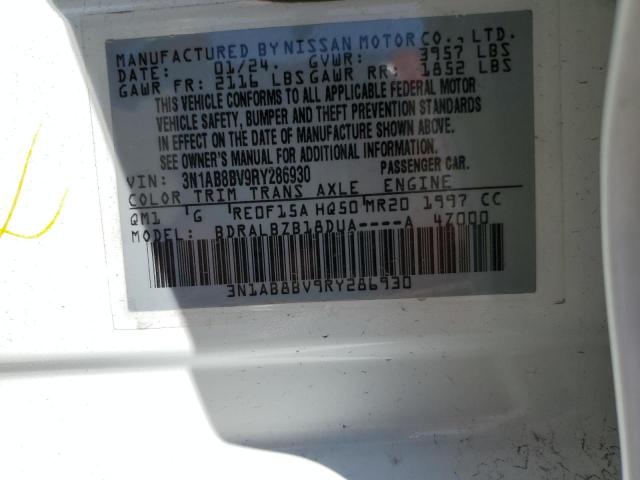 MANUFACTURED BY NISSAN MOTOR CO., LTD.
DATE: 01/24. GVWR: 3957 LBS
GAWR FR: 2116 LBS GAWR RR: 1852 LBS
THIS VEHICLE CONFORMS TO ALL APPLICABLE FEDERAL MOTOR
VEHICLE SAFETY, BUMPER AND THEFT PREVENTION STANDARDS
IN EFFECT ON THE DATE OF MANUFACTURE SHOWN ABOVE.
SEE OWNER'S MANUAL FOR ADDITIONAL INFORMATION.
VIN: 3N1AB8BV9RY286930 PASSENGER CAR.
COLOR TRIM TRANS AXLE ENGINE
QM1 G RE0F15A HQ50 MR20 1997 CC
MODEL: BDRALBZB18DUA----A 47000
3N1AB8BV9RY286930